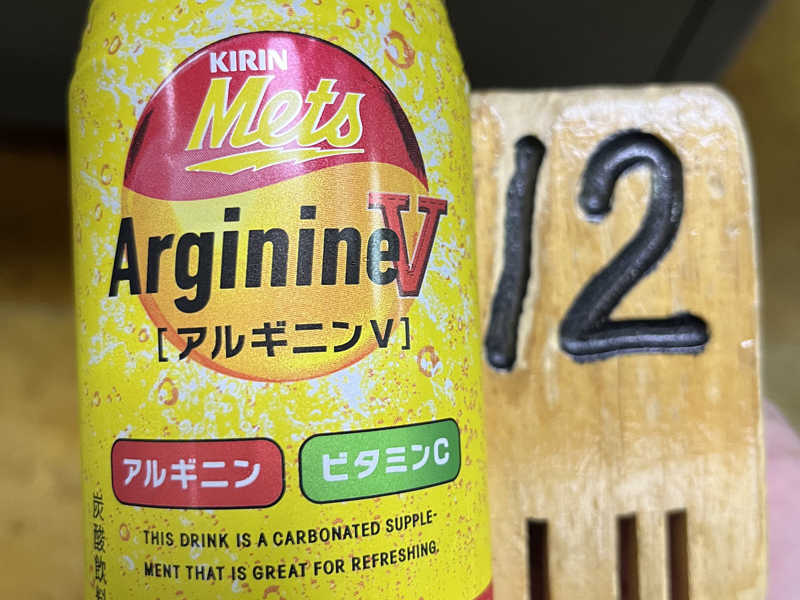 KIRIN
Mets
ArginineV
[アルギニンV]
アルギニン
ビタミンC
THIS DRINK IS A CARBONATED SUPPLE-
MENT THAT IS GREAT FOR REFRESHING.
炭酸飲料
12